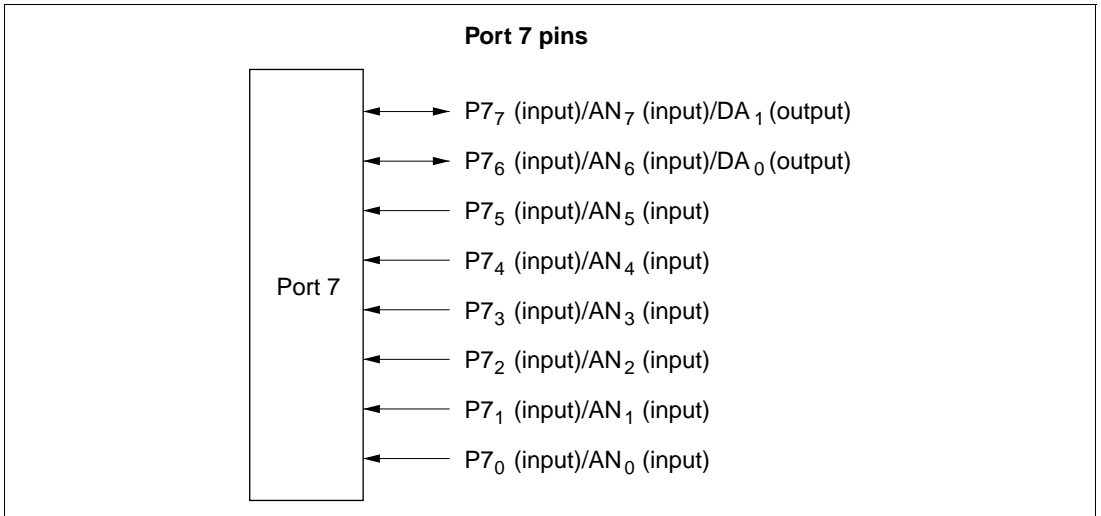 Port 7 pins
P7₇ (input)/AN₇ (input)/DA₁ (output)
P7₆ (input)/AN₆ (input)/DA₀ (output)
P7₅ (input)/AN₅ (input)
P7₄ (input)/AN₄ (input)
Port 7
P7₃ (input)/AN₃ (input)
P7₂ (input)/AN₂ (input)
P7₁ (input)/AN₁ (input)
P7₀ (input)/AN₀ (input)